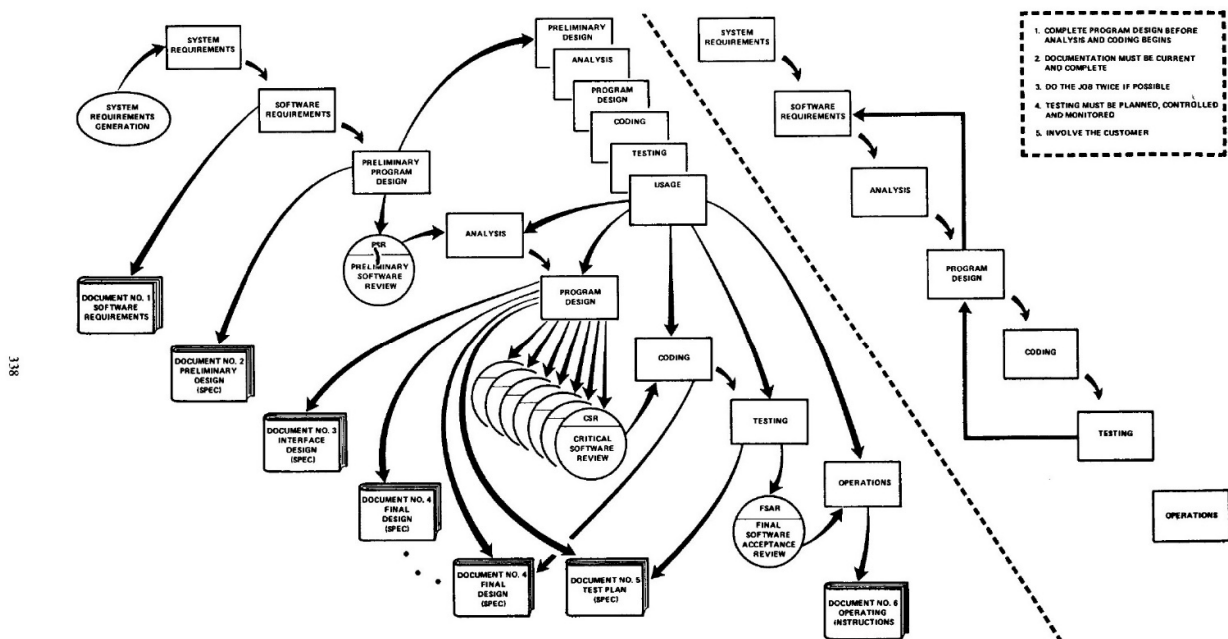 SYSTEM
REQUIREMENTS
SYSTEM
REQUIREMENTS
GENERATION
SOFTWARE
REQUIREMENTS
PRELIMINARY
PROGRAM
DESIGN
PRELIMINARY
DESIGN
ANALYSIS
PROGRAM
DESIGN
CODING
TESTING
USAGE
PSR
PRELIMINARY
SOFTWARE
REVIEW
ANALYSIS
PROGRAM
DESIGN
DOCUMENT NO. 1
SOFTWARE
REQUIREMENTS
DOCUMENT NO. 2
PRELIMINARY
DESIGN
(SPEC)
DOCUMENT NO. 3
INTERFACE
DESIGN
(SPEC)
DOCUMENT NO. 4
FINAL
DESIGN
(SPEC)
DOCUMENT NO. 4
FINAL
DESIGN
(SPEC)
DOCUMENT NO. 5
TEST PLAN
(SPEC)
CSR
CRITICAL
SOFTWARE
REVIEW
CODING
TESTING
FSAR
FINAL
SOFTWARE
ACCEPTANCE
REVIEW
OPERATIONS
DOCUMENT NO. 6
OPERATING
INSTRUCTIONS
SYSTEM
REQUIREMENTS
SOFTWARE
REQUIREMENTS
ANALYSIS
PROGRAM
DESIGN
CODING
TESTING
OPERATIONS
1. COMPLETE PROGRAM DESIGN BEFORE
ANALYSIS AND CODING BEGINS
2. DOCUMENTATION MUST BE CURRENT
AND COMPLETE
3. DO THE JOB TWICE IF POSSIBLE
4. TESTING MUST BE PLANNED, CONTROLLED
AND MONITORED
5. INVOLVE THE CUSTOMER
338